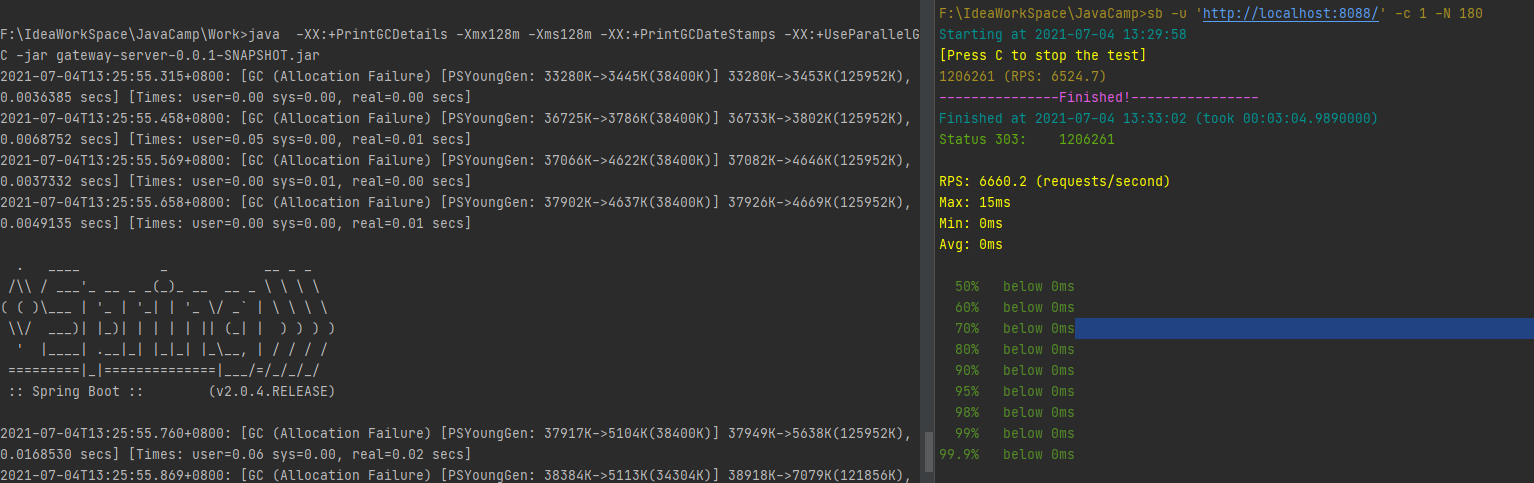 F:\IdeaWorkSpace\JavaCamp\Work>java  -XX:+PrintGCDetails -Xmx128m -Xms128m -XX:+PrintGCDateStamps -XX:+UseParallelG
C -jar gateway-server-0.0.1-SNAPSHOT.jar
2021-07-04T13:25:55.315+0800: [GC (Allocation Failure) [PSYoungGen: 33280K->3445K(38400K)] 33280K->3453K(125952K),
0.0036385 secs] [Times: user=0.00 sys=0.00, real=0.00 secs]
2021-07-04T13:25:55.458+0800: [GC (Allocation Failure) [PSYoungGen: 36725K->3786K(38400K)] 36733K->3802K(125952K),
0.0068752 secs] [Times: user=0.05 sys=0.00, real=0.01 secs]
2021-07-04T13:25:55.569+0800: [GC (Allocation Failure) [PSYoungGen: 37066K->4622K(38400K)] 37082K->4646K(125952K),
0.0037332 secs] [Times: user=0.00 sys=0.01, real=0.00 secs]
2021-07-04T13:25:55.658+0800: [GC (Allocation Failure) [PSYoungGen: 37902K->4637K(38400K)] 37926K->4669K(125952K),
0.0049135 secs] [Times: user=0.00 sys=0.00, real=0.01 secs]
  .   ____          _            __ _ _
 /\\ / ___'_ __ _ _(_)_ __  __ _ \ \ \ \
( ( )\___ | '_ | '_| | '_ \/ _` | \ \ \ \
 \\/  ___)| |_)| | | | | || (_| |  ) ) ) )
  '  |____| .__|_| |_|_| |_\__, | / / / /
 =========|_|==============|___/=/_/_/_/
 :: Spring Boot ::        (v2.0.4.RELEASE)
2021-07-04T13:25:55.760+0800: [GC (Allocation Failure) [PSYoungGen: 37917K->5104K(38400K)] 37949K->5638K(125952K),
0.0168530 secs] [Times: user=0.06 sys=0.00, real=0.02 secs]
2021-07-04T13:25:55.869+0800: [GC (Allocation Failure) [PSYoungGen: 38384K->5113K(34304K)] 38918K->7079K(121856K),
F:\IdeaWorkSpace\JavaCamp>sb -u 'http://localhost:8088/' -c 1 -N 180
Starting at 2021-07-04 13:29:58
[Press C to stop the test]
1206261 (RPS: 6524.7)
---------------Finished!----------------
Finished at 2021-07-04 13:33:02 (took 00:03:04.9890000)
Status 303:    1206261
RPS: 6660.2 (requests/second)
Max: 15ms
Min: 0ms
Avg: 0ms
  50%   below 0ms
  60%   below 0ms
  70%   below 0ms
  80%   below 0ms
  90%   below 0ms
  95%   below 0ms
  98%   below 0ms
  99%   below 0ms
99.9%   below 0ms